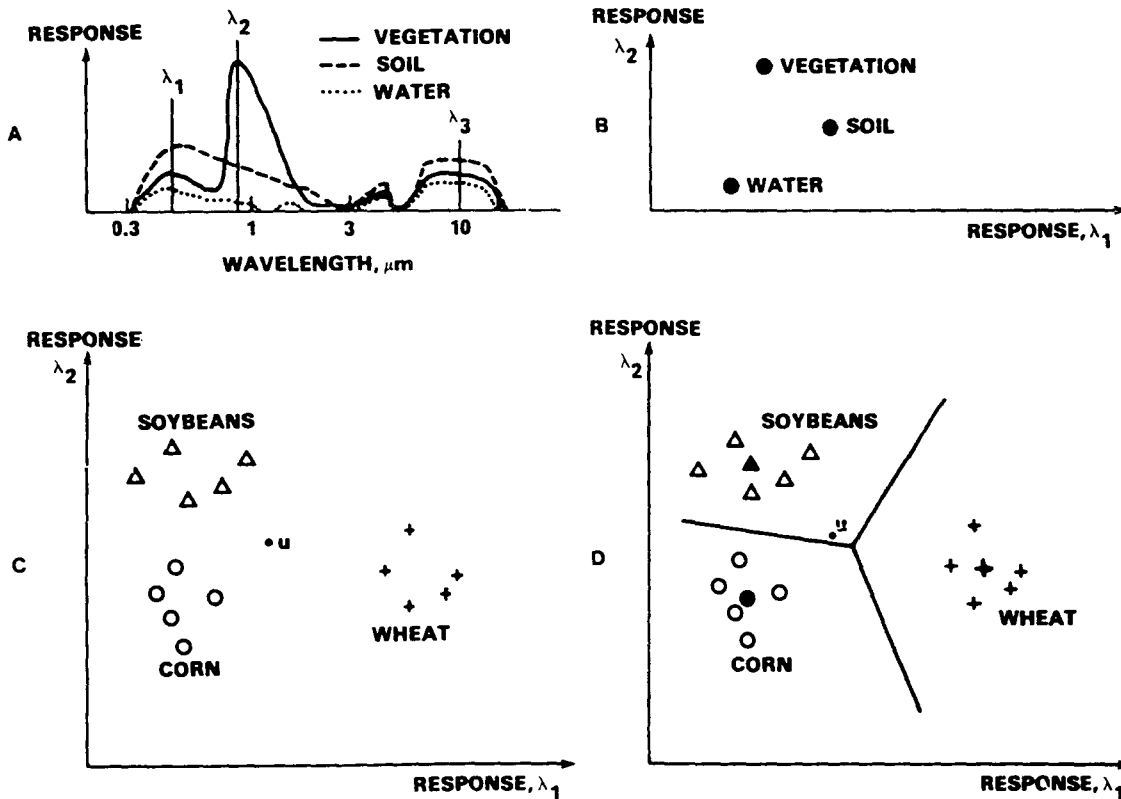 A
RESPONSE
λ1
λ2
λ3
VEGETATION
SOIL
WATER
0.3 1 3 10
WAVELENGTH, μm
B
RESPONSE
λ2
VEGETATION
SOIL
WATER
RESPONSE, λ1
C
RESPONSE
λ2
SOYBEANS
u
WHEAT
CORN
RESPONSE, λ1
D
RESPONSE
λ2
SOYBEANS
u
WHEAT
CORN
RESPONSE, λ1